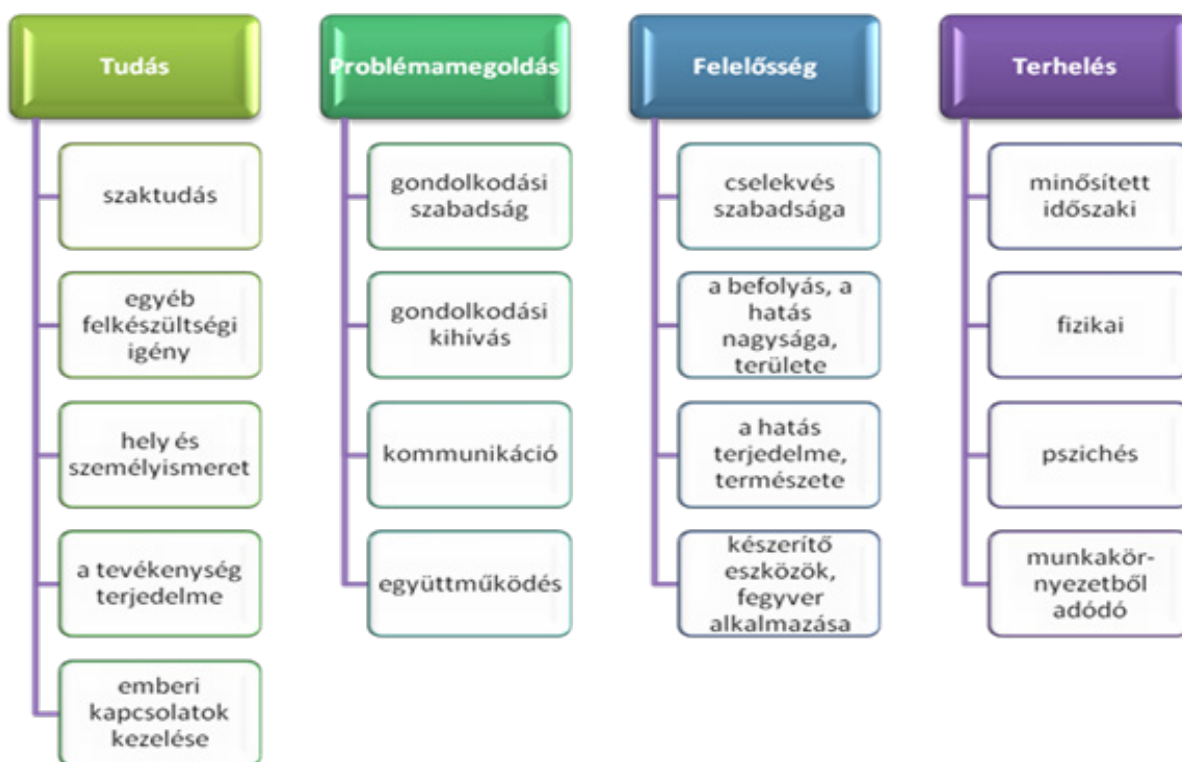 Tudás
szaktudás
egyéb
felkészültségi
igény
hely és
személyismeret
a tevékenység
terjedelme
emberi
kapcsolatok
kezelése
Problémamegoldás
gondolkodási
szabadság
gondolkodási
kihívás
kommunikáció
együttműködés
Felelősség
cselekvés
szabadsága
a befolyás, a
hatás
nagysága,
területe
a hatás
terjedelme,
természete
készerítő
eszközök,
fegyver
alkalmazása
Terhelés
minősített
időszaki
fizikai
pszichés
munkakör-
nyezetből
adódó